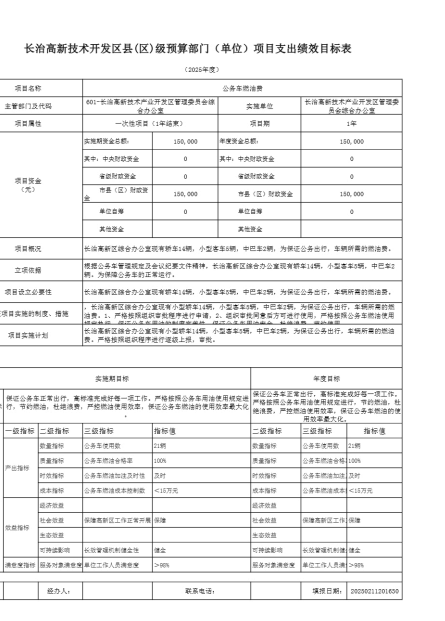 长治高新技术开发区县(区)级预算部门（单位）项目支出绩效目标表
（2025年度）
项目名称 公务车燃油费
主管部门及代码 601-长治高新技术产业开发区管理委员会综合办公室 实施单位 长治高新技术产业开发区管理委员会综合办公室
项目属性 一次性项目（1年结束） 项目期 1年
项目资金（元） 实施期资金总额： 150,000 年度资金总额： 150,000
其中：中央财政资金 0 其中：中央财政资金 0
省级财政资金 0 省级财政资金 0
市县（区）财政资金 150,000 市县（区）财政资金 150,000
单位自筹 0 单位自筹 0
其他资金 其他资金
项目概况 长治高新区综合办公室现有轿车14辆，小型客车5辆，中巴车2辆，为保证公务出行，车辆所需的燃油费。
立项依据 根据公务车管理规定及会议纪要文件精神，长治高新区综合办公室现有轿车14辆，小型客车5辆，中巴车2辆，为保障公务车的正常运行。
项目设立必要性 长治高新区综合办公室现有轿车14辆，小型客车5辆，中巴车2辆，为保证公务出行，车辆所需的燃油费。
项目实施的制度、措施 ，长治高新区综合办公室现有小型轿车14辆，小型客车5辆，中巴车2辆，为保证公务出行，车辆所需的燃油费。1、严格按照组织审批程序进行申请，2、组织审批同意后方可进行使用，严格按照公务车燃油使用
项目实施计划 长治高新区综合办公室现有小型轿车14辆，小型客车5辆，中巴车2辆，为保证公务出行，车辆所需的燃油费。严格按照组织程序进行逐级上报，审批。
实施期目标 年度目标
保证公务车正常出行，高标准完成好每一项工作。严格按照公务车用油使用规定进行，节约燃油，杜绝浪费，严控燃油使用效率，保证公务车燃油的使用效率最大化。
保证公务车正常出行，高标准完成好每一项工作。严格按照公务车用油使用规定进行，节约燃油，杜绝浪费，严控燃油使用效率，保证公务车燃油的使用效率最大化。
一级指标 二级指标 三级指标 指标值 二级指标 三级指标 指标值
产出指标 数量指标 公务车使用数 21辆 数量指标 公务车使用数 21辆
质量指标 公务车燃油合格率 100% 质量指标 公务车燃油合格 100%
时效指标 公务车燃油加注及时性 及时 时效指标 公务车燃油加注 及时
成本指标 公务车燃油成本控制数 <15万元 成本指标 公务车燃油成本 <15万元
效益指标 经济效益 经济效益
社会效益 保障高新区工作正常开展 保障 社会效益 保障高新区工作 保障
生态效益 生态效益
可持续影响 长效管理机制健全性 健全 可持续影响 长效管理机制健 健全
满意度指标 服务对象满意度 单位工作人员满意度 >98% 服务对象满意度 单位工作人员满 >98%
经办人： 联系电话： 填报日期： 20250211201650